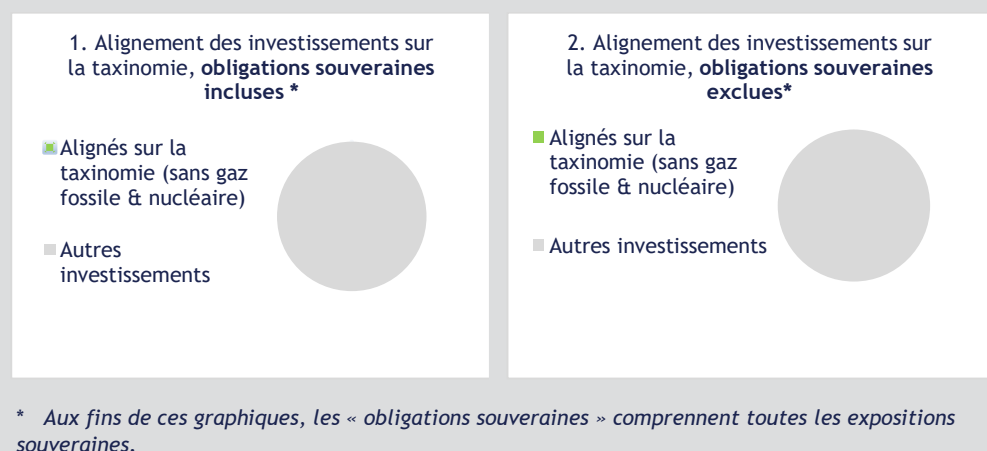 1. Alignement des investissements sur
la taxinomie, obligations souveraines
incluses *
Alignés sur la
taxinomie (sans gaz
fossile & nucléaire)
Autres
investissements
2. Alignement des investissements sur
la taxinomie, obligations souveraines
exclues*
Alignés sur la
taxinomie (sans gaz
fossile & nucléaire)
Autres investissements
* Aux fins de ces graphiques, les « obligations souveraines » comprennent toutes les expositions
souveraines.